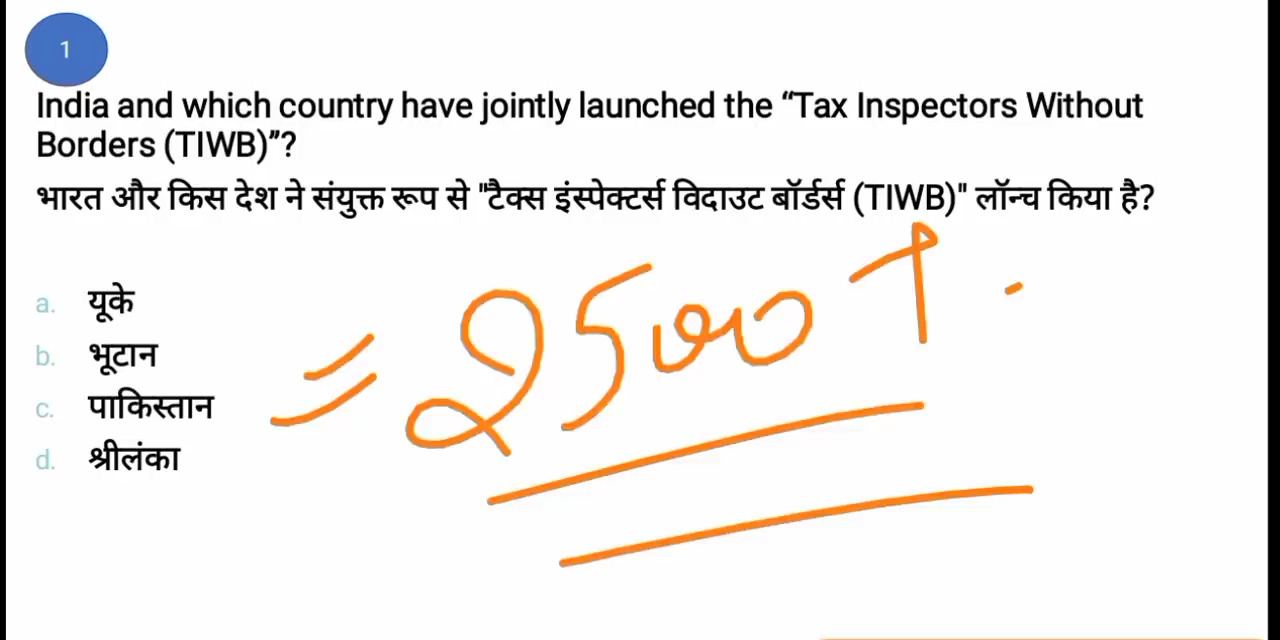 1
India and which country have jointly launched the “Tax Inspectors Without
Borders (TIWB)”?
भारत और किस देश ने संयुक्त रूप से "टैक्स इंस्पेक्टर्स विदाउट बॉर्डर्स (TIWB)" लॉन्च किया है?
a. यूके
b. भूटान
c. पाकिस्तान
d. श्रीलंका
= 2500 +